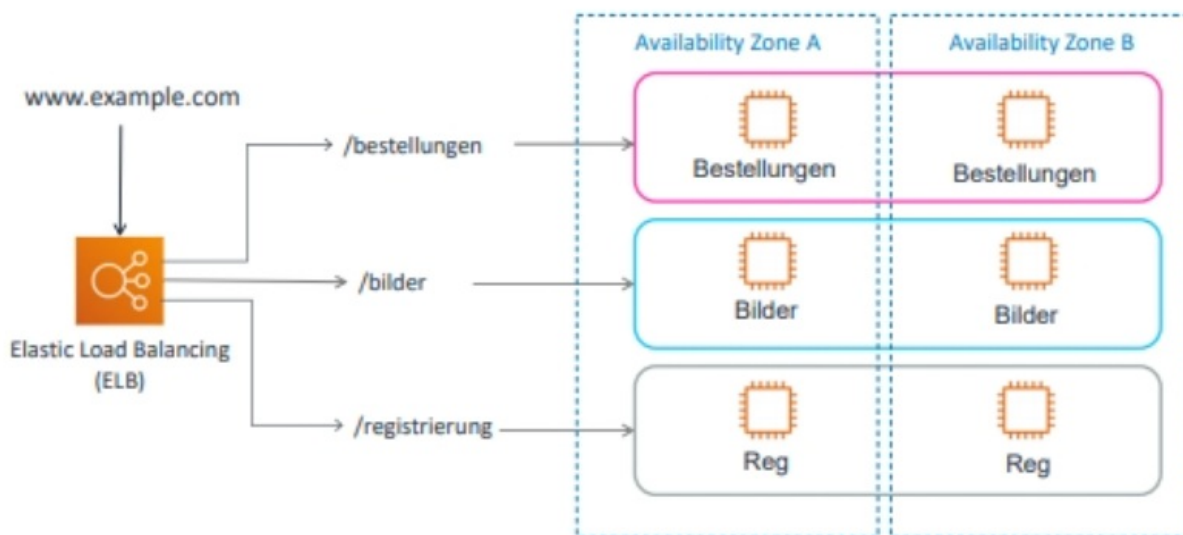 Availability Zone A
Availability Zone B
www.example.com
/bestellungen
Bestellungen
Bestellungen
/bilder
Bilder
Bilder
Elastic Load Balancing
(ELB)
/registrierung
Reg
Reg